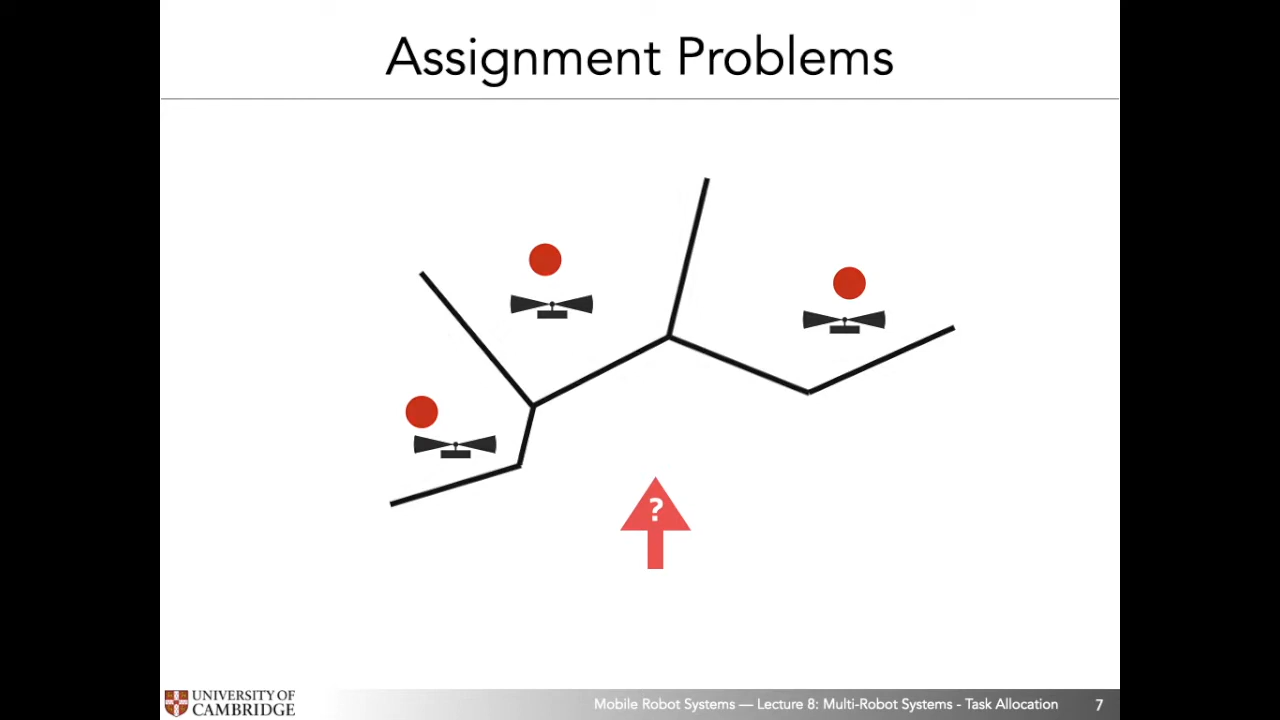 Assignment Problems
?
UNIVERSITY OF
CAMBRIDGE
Mobile Robot Systems — Lecture 8: Multi-Robot Systems - Task Allocation
7